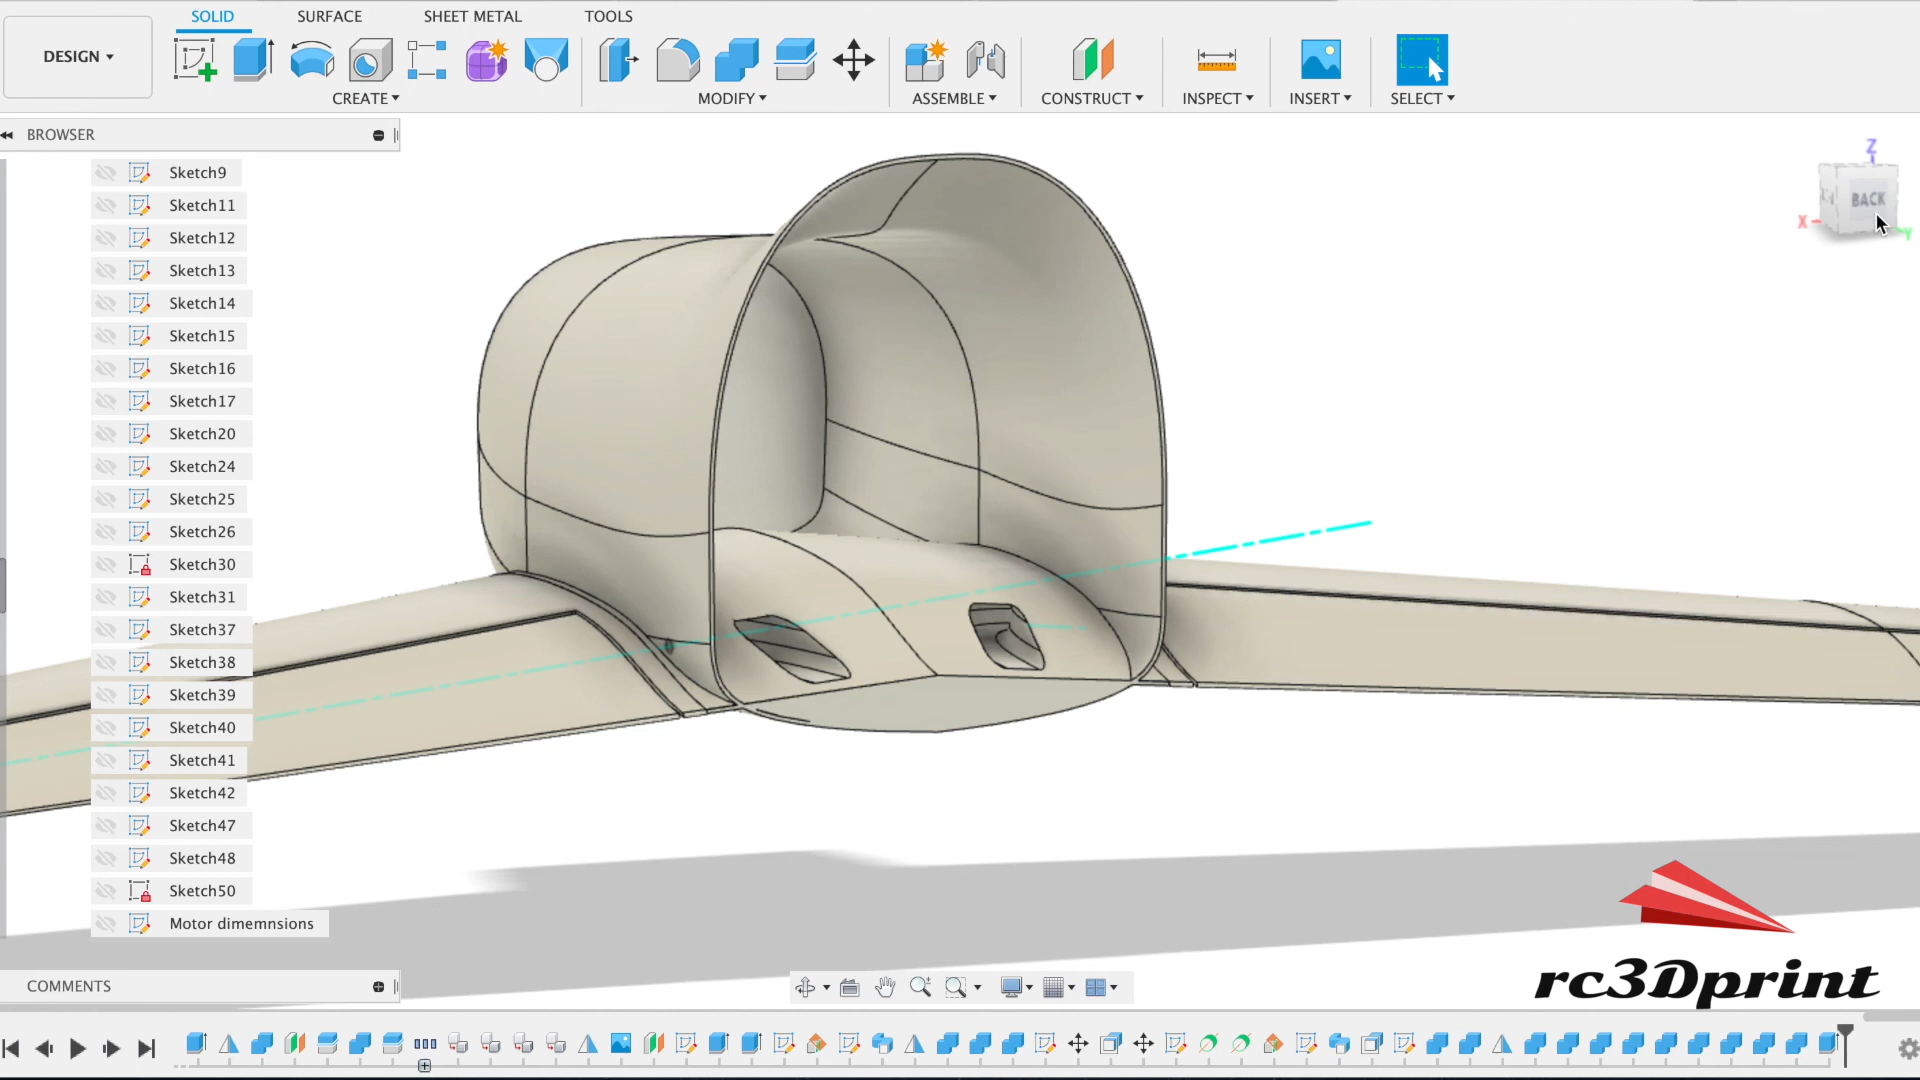 SOLID SURFACE SHEET METAL TOOLS
DESIGN
CREATE MODIFY ASSEMBLE CONSTRUCT INSPECT INSERT SELECT
BROWSER
Sketch9
Sketch11
Sketch12
Sketch13
Sketch14
Sketch15
Sketch16
Sketch17
Sketch20
Sketch24
Sketch25
Sketch26
Sketch30
Sketch31
Sketch37
Sketch38
Sketch39
Sketch40
Sketch41
Sketch42
Sketch47
Sketch48
Sketch50
Motor dimemnsions
COMMENTS
Z
BACK
X
Y
rc3Dprint